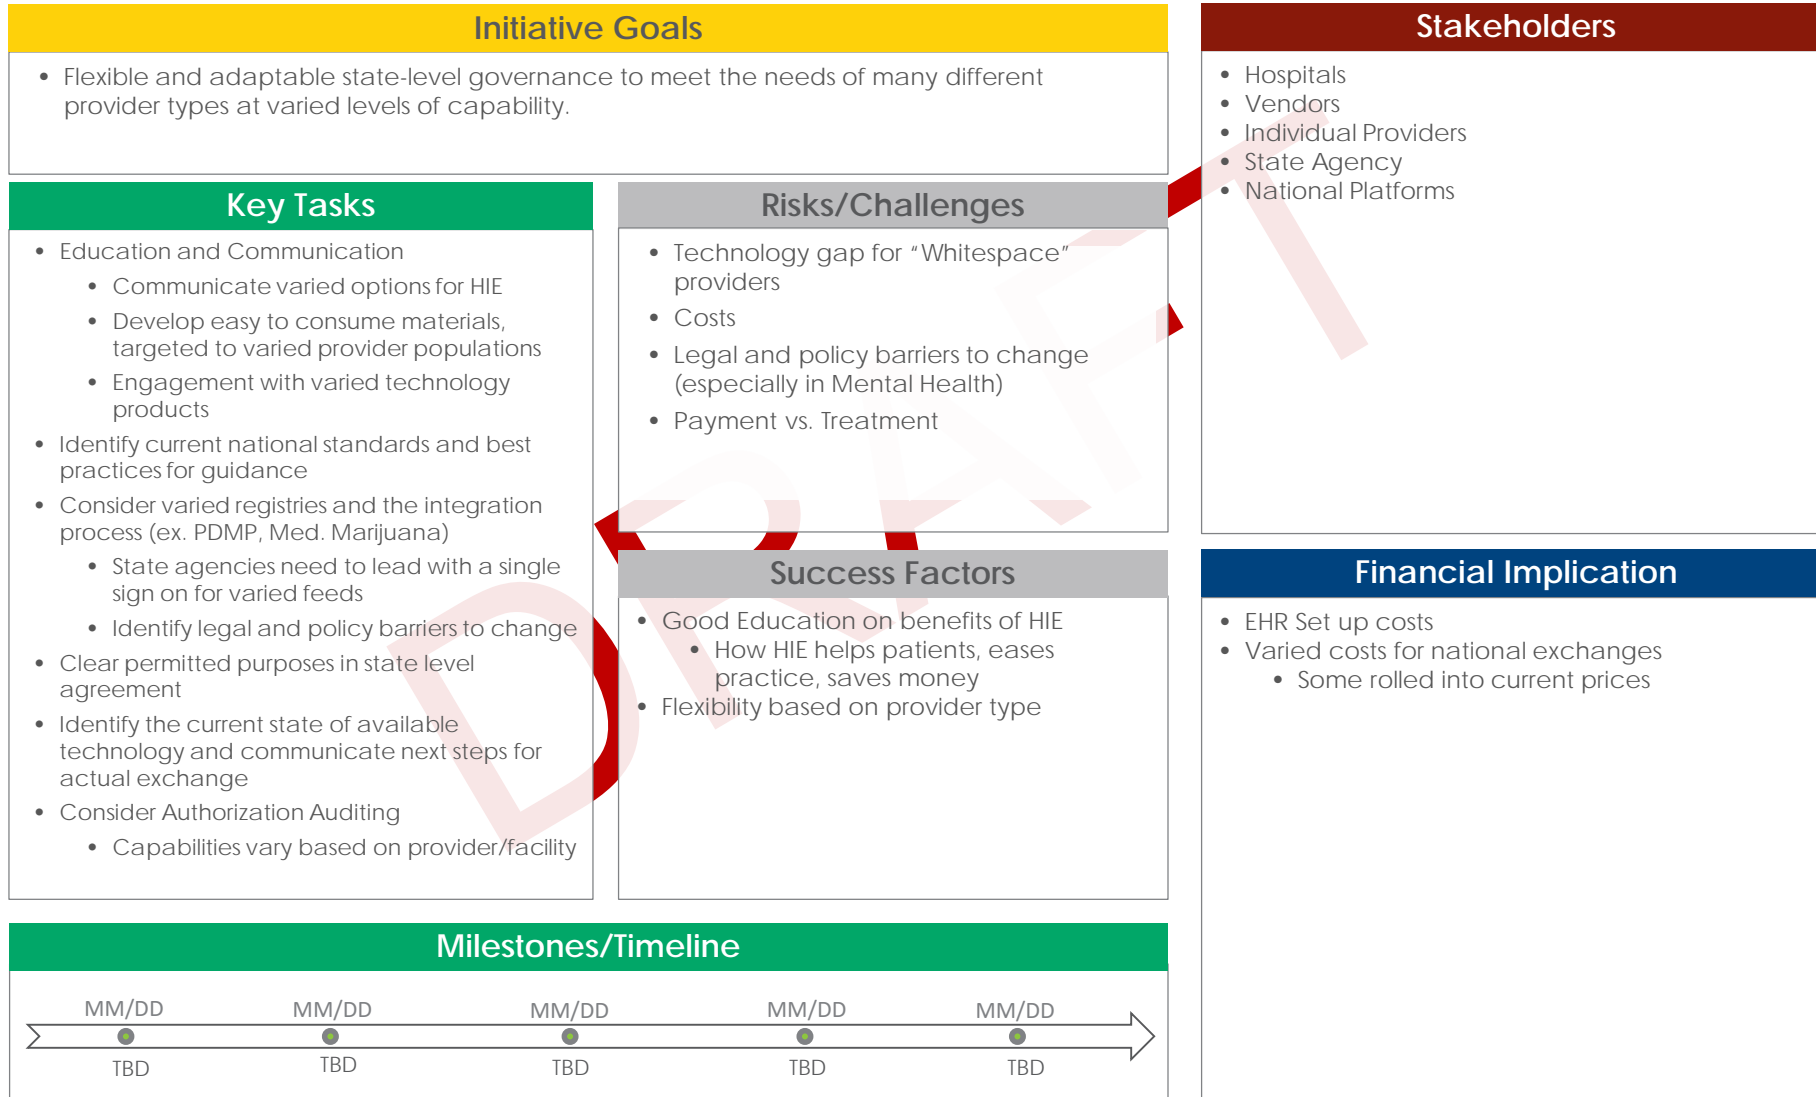 Initiative Goals
• Flexible and adaptable state-level governance to meet the needs of many different
provider types at varied levels of capability.
Stakeholders
• Hospitals
• Vendors
• Individual Providers
• State Agency
• National Platforms
Key Tasks
• Education and Communication
• Communicate varied options for HIE
• Develop easy to consume materials,
targeted to varied provider populations
• Engagement with varied technology
products
• Identify current national standards and best
practices for guidance
• Consider varied registries and the integration
process (ex. PDMP, Med. Marijuana)
• State agencies need to lead with a single
sign on for varied feeds
• Identify legal and policy barriers to change
• Clear permitted purposes in state level
agreement
• Identify the current state of available
technology and communicate next steps for
actual exchange
• Consider Authorization Auditing
• Capabilities vary based on provider/facility
Risks/Challenges
• Technology gap for “Whitespace”
providers
• Costs
• Legal and policy barriers to change
(especially in Mental Health)
• Payment vs. Treatment
Success Factors
• Good Education on benefits of HIE
• How HIE helps patients, eases
practice, saves money
• Flexibility based on provider type
Financial Implication
• EHR Set up costs
• Varied costs for national exchanges
• Some rolled into current prices
Milestones/Timeline
MM/DD MM/DD MM/DD MM/DD MM/DD
TBD TBD TBD TBD TBD
DRAFT